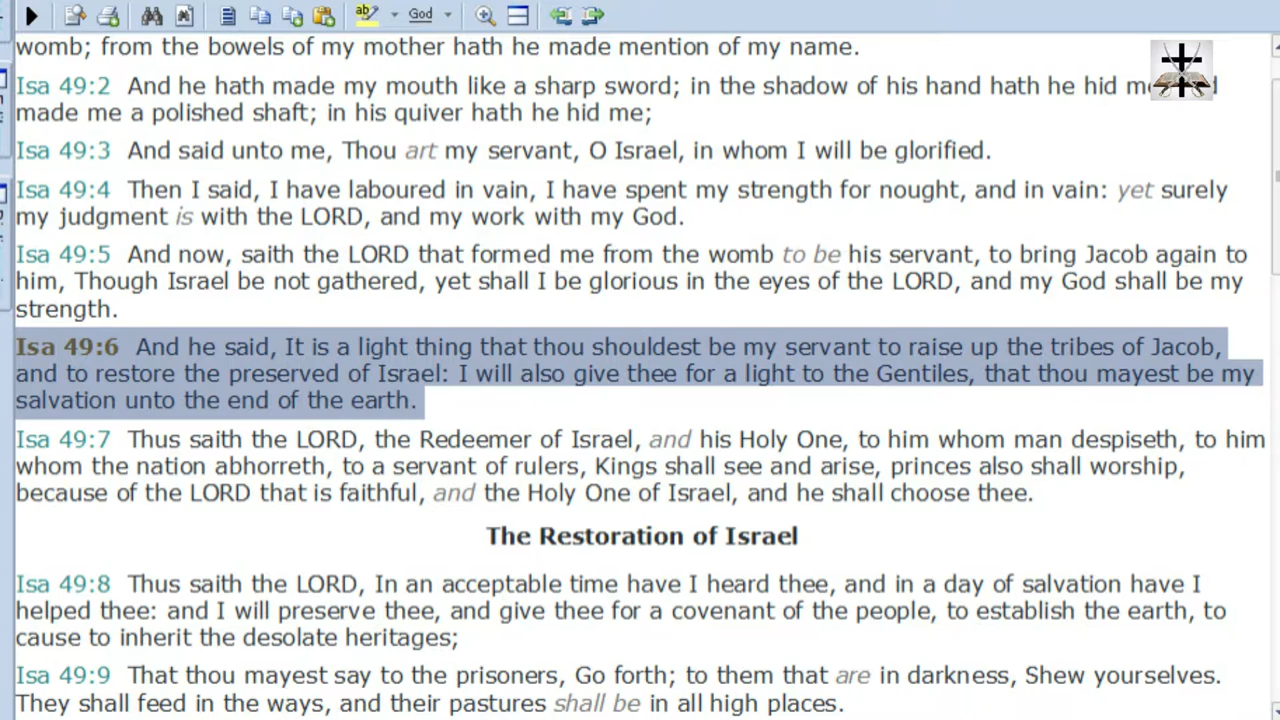 God
womb; from the bowels of my mother hath he made mention of my name.
Isa 49:2 And he hath made my mouth like a sharp sword; in the shadow of his hand hath he hid
made me a polished shaft; in his quiver hath he hid me;
Isa 49:3 And said unto me, Thou art my servant, O Israel, in whom I will be glorified.
Isa 49:4 Then I said, I have laboured in vain, I have spent my strength for nought, and in vain: yet surely
my judgment is with the LORD, and my work with my God.
Isa 49:5 And now, saith the LORD that formed me from the womb to be his servant, to bring Jacob again to
him, Though Israel be not gathered, yet shall I be glorious in the eyes of the LORD, and my God shall be my
strength.
Isa 49:6 And he said, It is a light thing that thou shouldest be my servant to raise up the tribes of Jacob,
and to restore the preserved of Israel: I will also give thee for a light to the Gentiles, that thou mayest be my
salvation unto the end of the earth.
Isa 49:7 Thus saith the LORD, the Redeemer of Israel, and his Holy One, to him whom man despiseth, to him
whom the nation abhorreth, to a servant of rulers, Kings shall see and arise, princes also shall worship,
because of the LORD that is faithful, and the Holy One of Israel, and he shall choose thee.
The Restoration of Israel
Isa 49:8 Thus saith the LORD, In an acceptable time have I heard thee, and in a day of salvation have I
helped thee: and I will preserve thee, and give thee for a covenant of the people, to establish the earth, to
cause to inherit the desolate heritages;
Isa 49:9 That thou mayest say to the prisoners, Go forth; to them that are in darkness, Shew yourselves.
They shall feed in the ways, and their pastures shall be in all high places.